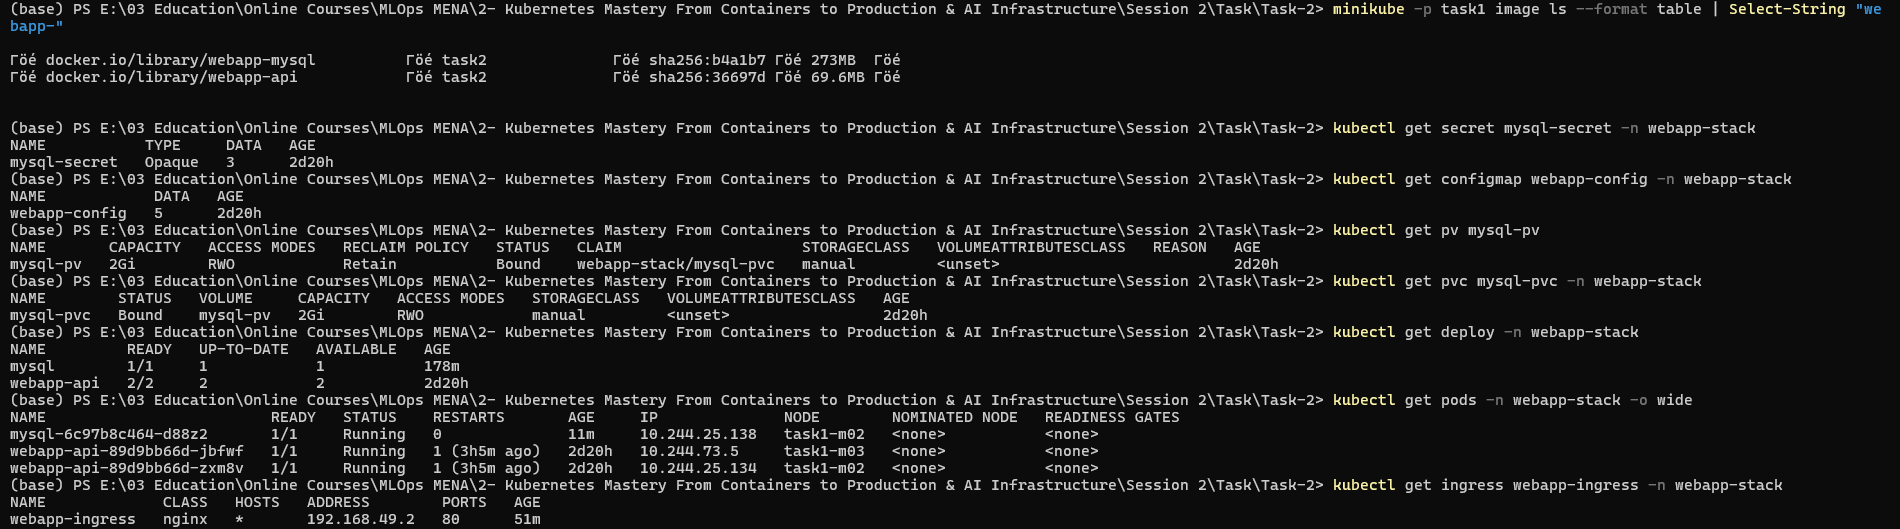 (base) PS E:\03 Education\Online Courses\MLOps MENA\2- Kubernetes Mastery From Containers to Production & AI Infrastructure\Session 2\Task\Task-2> minikube -p task1 image ls --format table | Select-String "we
bapp-"
Γöé docker.io/library/webapp-mysql          Γöé task2              Γöé sha256:b4a1b7 Γöé 273MB  Γöé
Γöé docker.io/library/webapp-api            Γöé task2              Γöé sha256:36697d Γöé 69.6MB Γöé
(base) PS E:\03 Education\Online Courses\MLOps MENA\2- Kubernetes Mastery From Containers to Production & AI Infrastructure\Session 2\Task\Task-2> kubectl get secret mysql-secret -n webapp-stack
NAME           TYPE     DATA   AGE
mysql-secret   Opaque   3      2d20h
(base) PS E:\03 Education\Online Courses\MLOps MENA\2- Kubernetes Mastery From Containers to Production & AI Infrastructure\Session 2\Task\Task-2> kubectl get configmap webapp-config -n webapp-stack
NAME            DATA   AGE
webapp-config   5      2d20h
(base) PS E:\03 Education\Online Courses\MLOps MENA\2- Kubernetes Mastery From Containers to Production & AI Infrastructure\Session 2\Task\Task-2> kubectl get pv mysql-pv
NAME       CAPACITY   ACCESS MODES   RECLAIM POLICY   STATUS   CLAIM                    STORAGECLASS   VOLUMEATTRIBUTESCLASS   REASON   AGE
mysql-pv   2Gi        RWO            Retain           Bound    webapp-stack/mysql-pvc   manual         <unset>                          2d20h
(base) PS E:\03 Education\Online Courses\MLOps MENA\2- Kubernetes Mastery From Containers to Production & AI Infrastructure\Session 2\Task\Task-2> kubectl get pvc mysql-pvc -n webapp-stack
NAME        STATUS   VOLUME     CAPACITY   ACCESS MODES   STORAGECLASS   VOLUMEATTRIBUTESCLASS   AGE
mysql-pvc   Bound    mysql-pv   2Gi        RWO            manual         <unset>                 2d20h
(base) PS E:\03 Education\Online Courses\MLOps MENA\2- Kubernetes Mastery From Containers to Production & AI Infrastructure\Session 2\Task\Task-2> kubectl get deploy -n webapp-stack
NAME         READY   UP-TO-DATE   AVAILABLE   AGE
mysql        1/1     1            1           178m
webapp-api   2/2     2            2           2d20h
(base) PS E:\03 Education\Online Courses\MLOps MENA\2- Kubernetes Mastery From Containers to Production & AI Infrastructure\Session 2\Task\Task-2> kubectl get pods -n webapp-stack -o wide
NAME                         READY   STATUS    RESTARTS       AGE     IP              NODE        NOMINATED NODE   READINESS GATES
mysql-6c97b8c464-d88z2       1/1     Running   0              11m     10.244.25.138   task1-m02   <none>           <none>
webapp-api-89d9bb66d-jbfwf   1/1     Running   1 (3h5m ago)   2d20h   10.244.73.5     task1-m03   <none>           <none>
webapp-api-89d9bb66d-zxm8v   1/1     Running   1 (3h5m ago)   2d20h   10.244.25.134   task1-m02   <none>           <none>
(base) PS E:\03 Education\Online Courses\MLOps MENA\2- Kubernetes Mastery From Containers to Production & AI Infrastructure\Session 2\Task\Task-2> kubectl get ingress webapp-ingress -n webapp-stack
NAME             CLASS   HOSTS   ADDRESS        PORTS   AGE
webapp-ingress   nginx   *       192.168.49.2   80      51m